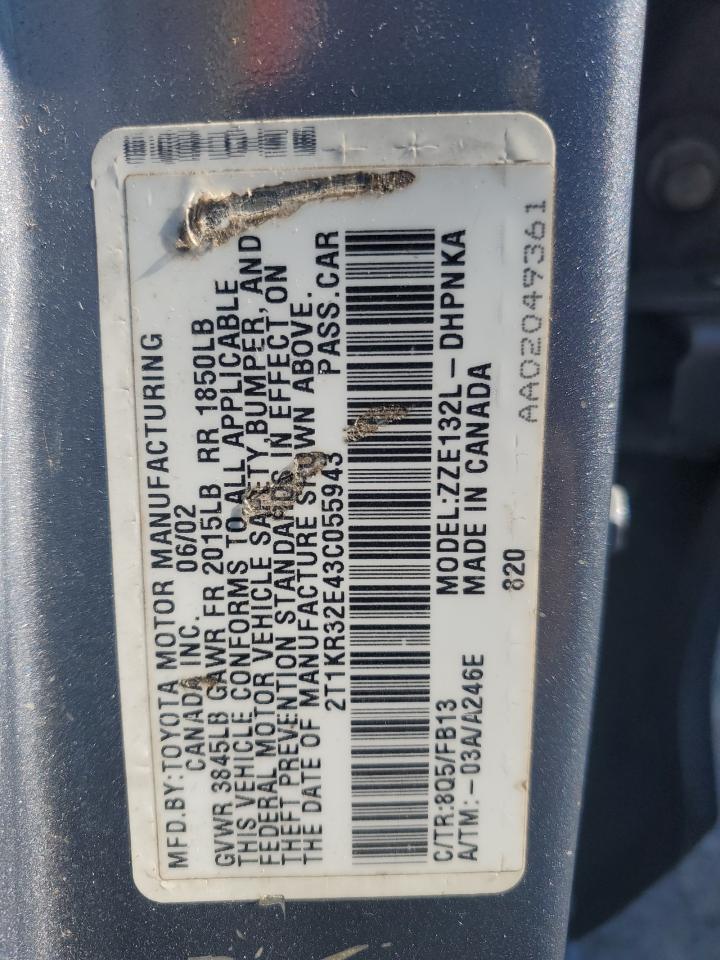 MFD.BY:TOYOTA MOTOR MANUFACTURING
CANADA INC. 06/02
GVWR 3845LB GAWR FR 2015LB RR 1850LB
THIS VEHICLE CONFORMS TO ALL APPLICABLE
FEDERAL MOTOR VEHICLE SAFETY, BUMPER, AND
THEFT PREVENTION STANDARDS IN EFFECT ON
THE DATE OF MANUFACTURE SHOWN ABOVE.
2T1KR32E43C055943 PASS.CAR
C/TR:8Q5/FB13 MODEL:ZZE132L-DHPNKA
A/TM:-03A/A246E MADE IN CANADA
820
AA02049361